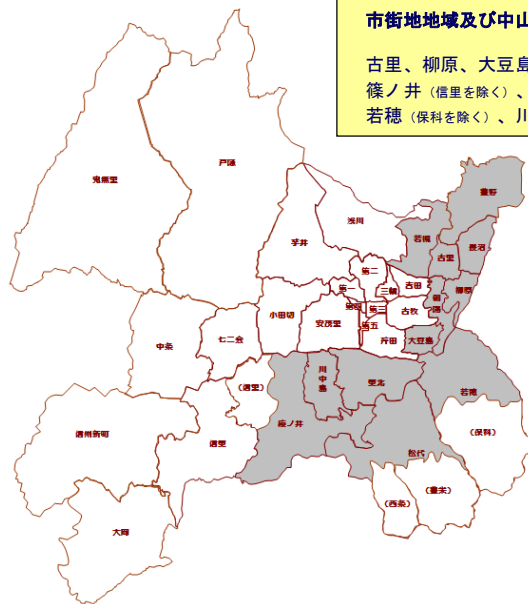 市街地地域及び中山
古里、柳原、大豆島
篠ノ井（信里を除く）、
若穂（保科を除く）、川
鬼無里
戸隠
豊野
浅川
若槻
芋井
古里
長沼
第二
第一
三輪
吉田
柳原
朝陽
小田切
第四
第三
古牧
安茂里
第五
芹田
大豆島
中条
七二会
（信里）
川中島
更北
若穂
信州新町
信更
篠ノ井
（保科）
松代
（西条）
（豊栄）
大岡